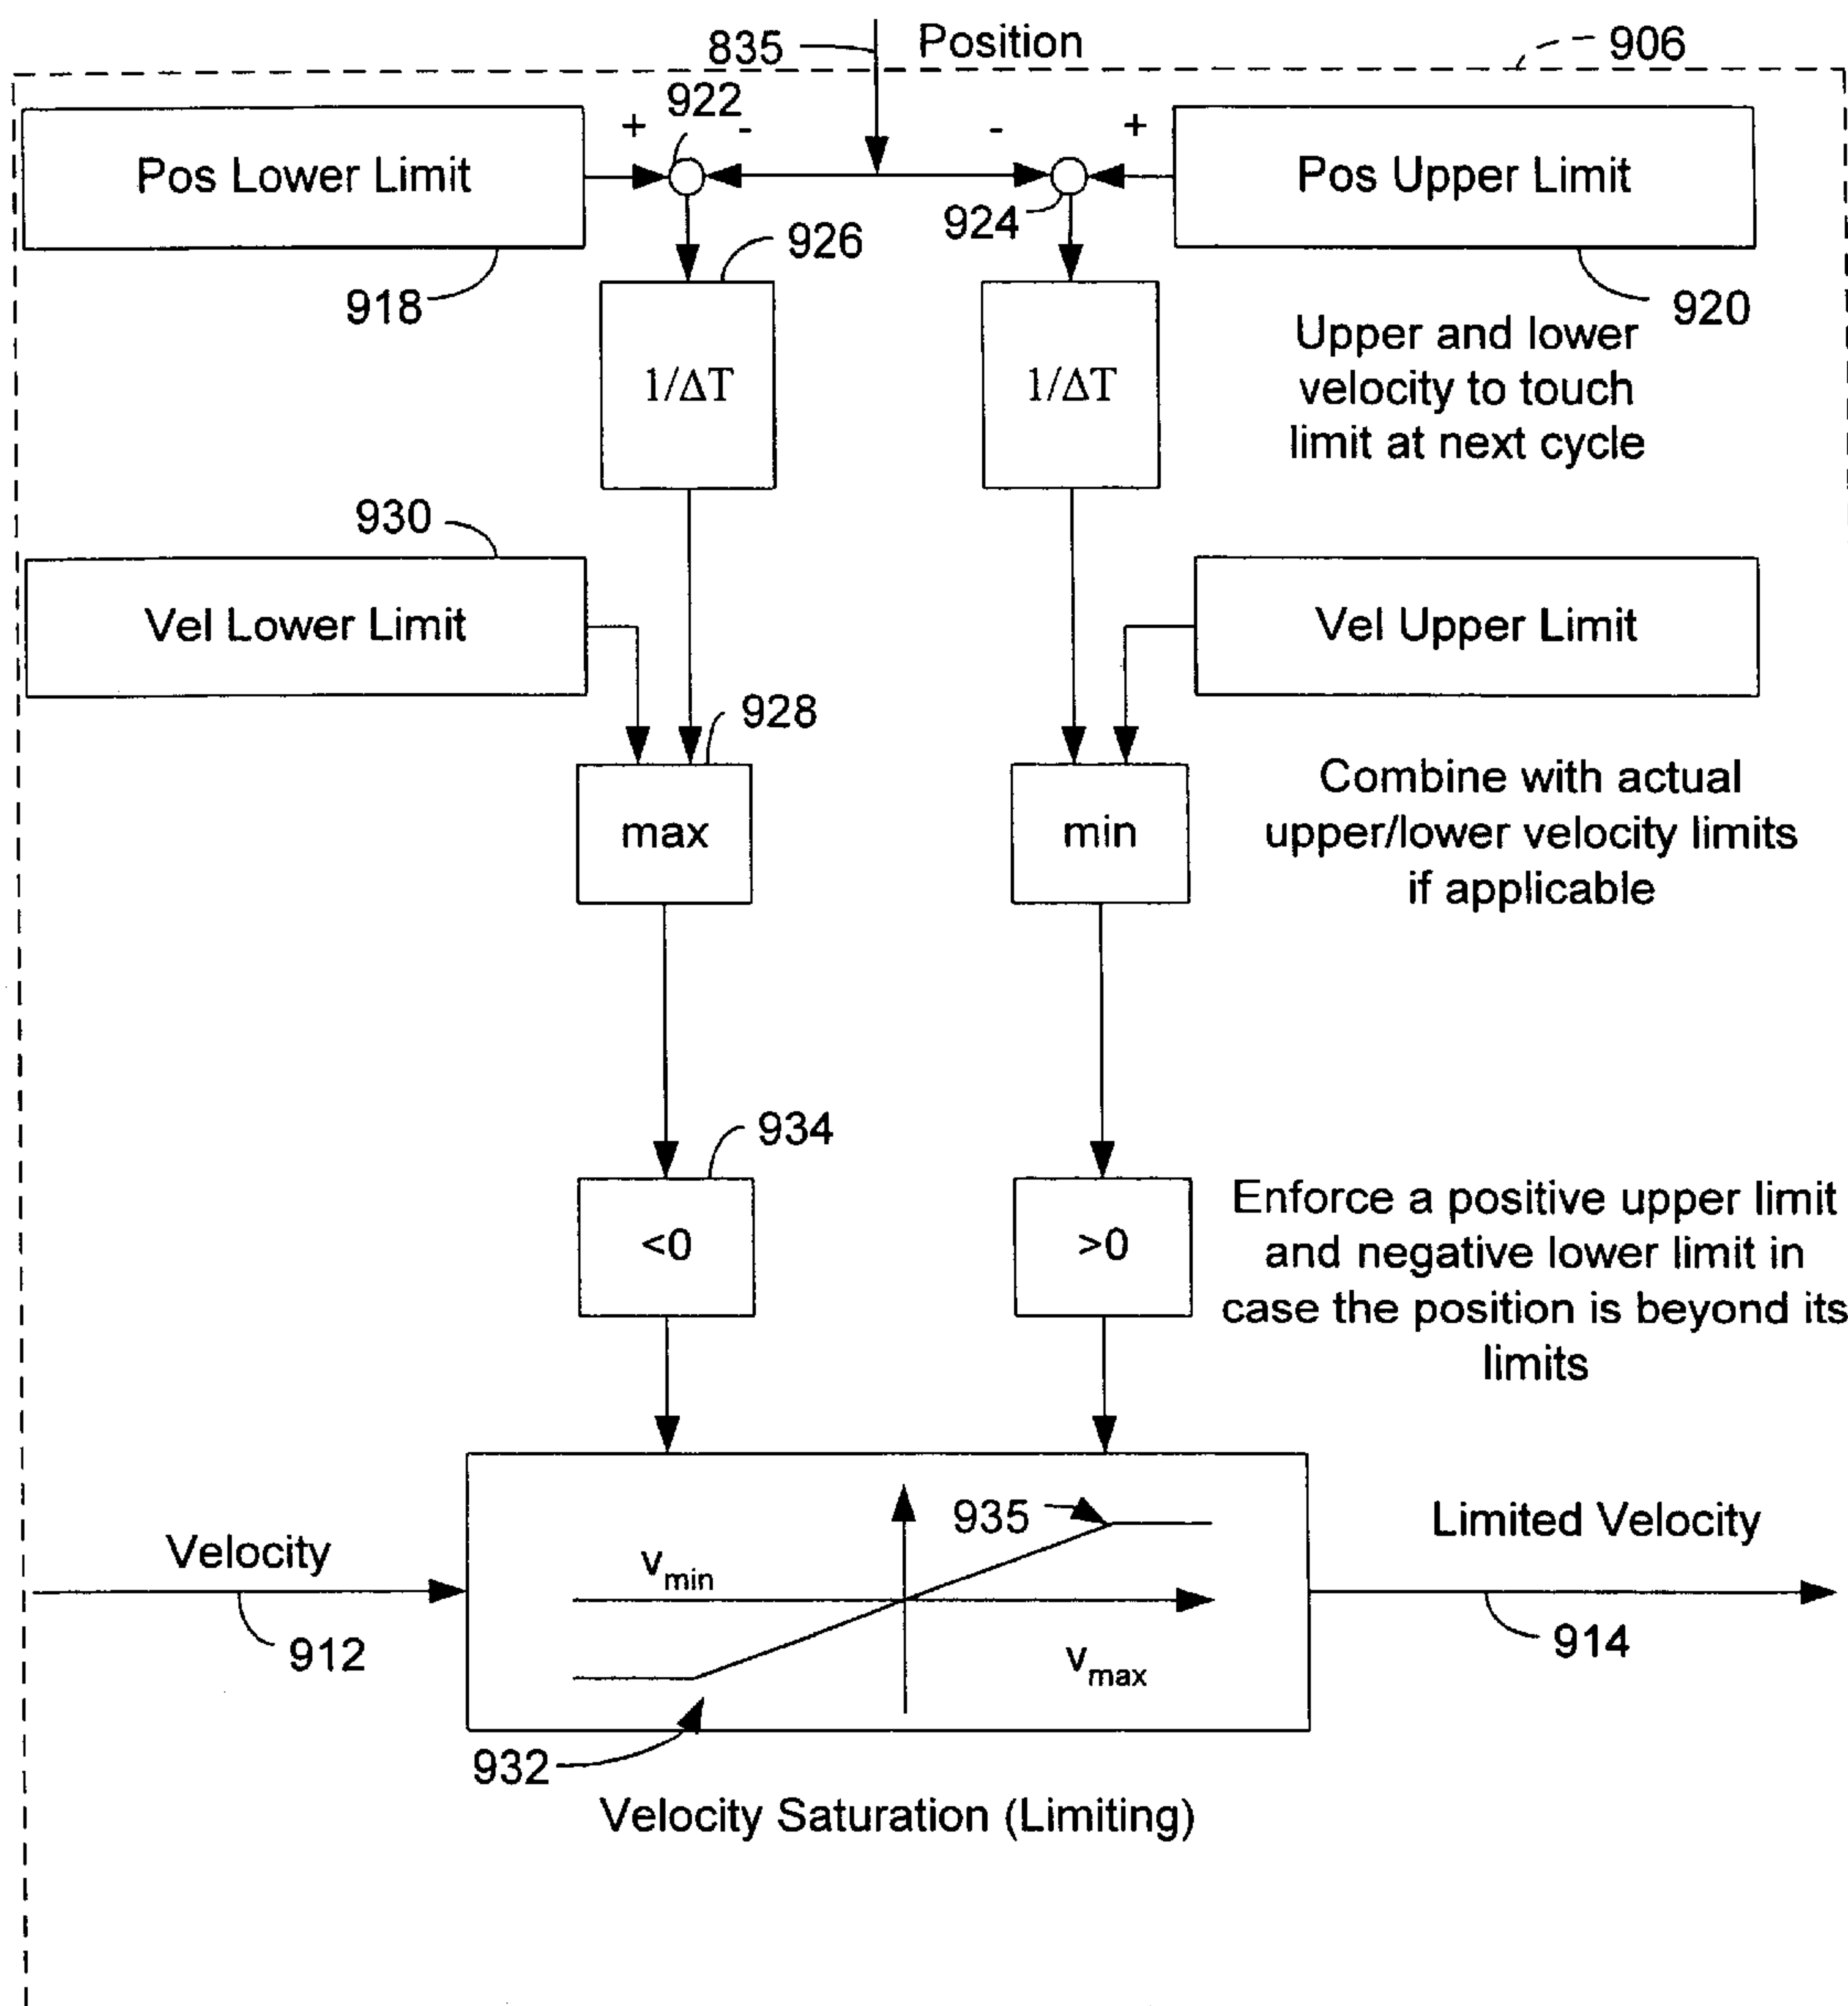 835
Position
906
922
+
-
-
+
Pos Lower Limit
Pos Upper Limit
924
926
918
920
1/ΔT
1/ΔT
Upper and lower
velocity to touch
limit at next cycle
930
Vel Lower Limit
Vel Upper Limit
928
max
min
Combine with actual
upper/lower velocity limits
if applicable
934
<0
>0
Enforce a positive upper limit
and negative lower limit in
case the position is beyond its
limits
935
Velocity
Limited Velocity
vmin
912
vmax
914
932
Velocity Saturation (Limiting)